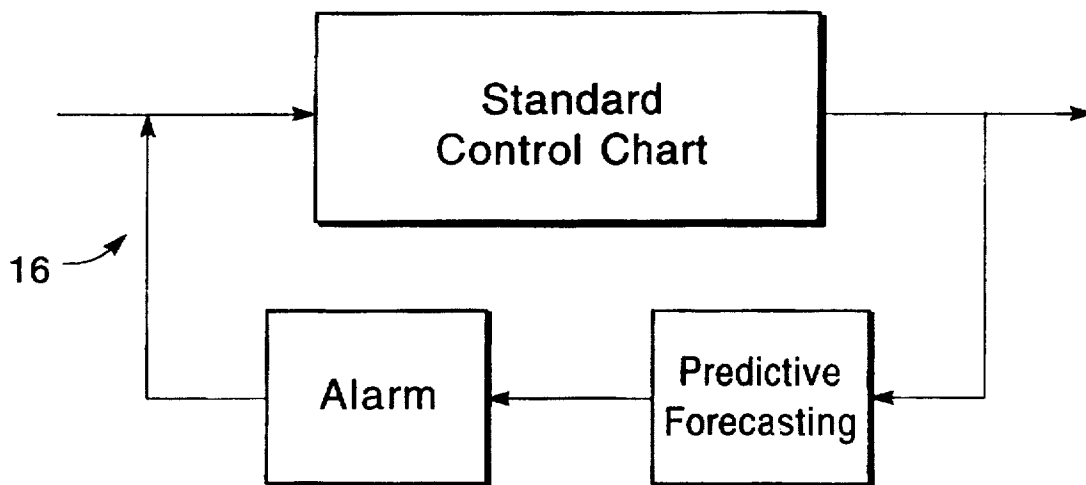 Standard
Control Chart
16
Alarm
Predictive
Forecasting